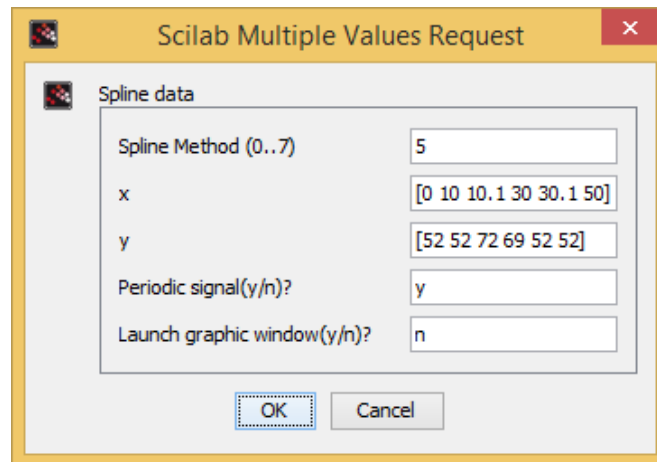 Scilab Multiple Values Request
Spline data
Spline Method (0..7) 5
x [0 10 10.1 30 30.1 50]
y [52 52 72 69 52 52]
Periodic signal(y/n)? y
Launch graphic window(y/n)? n
OK Cancel